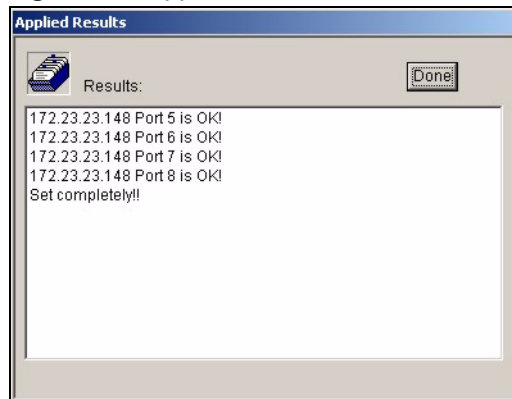 Applied Results
Results:
Done
172.23.23.148 Port 5 is OK!
172.23.23.148 Port 6 is OK!
172.23.23.148 Port 7 is OK!
172.23.23.148 Port 8 is OK!
Set completely!!